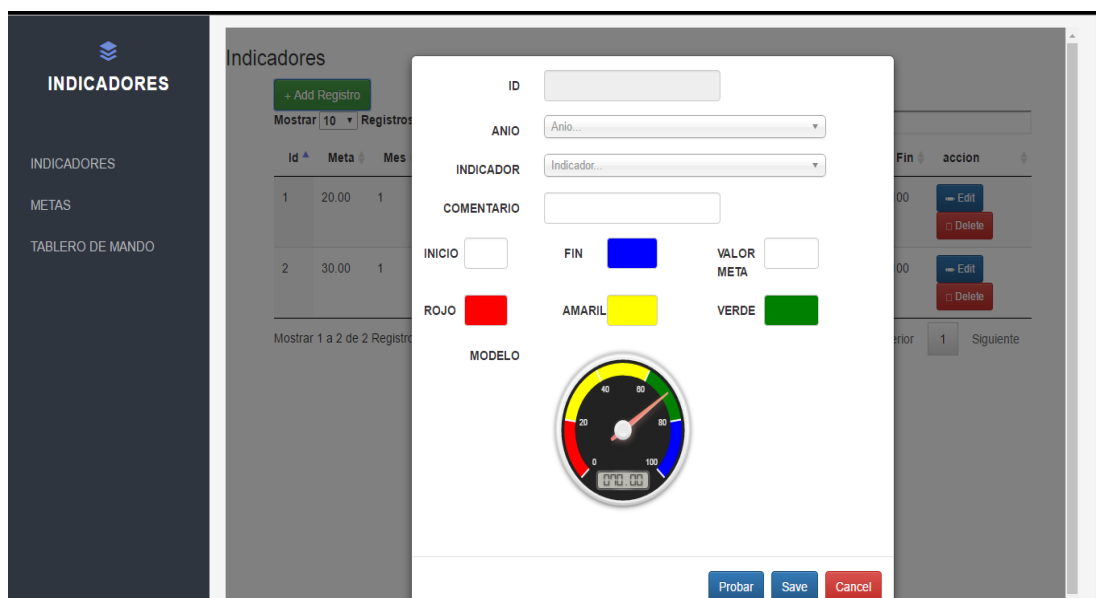 INDICADORES
INDICADORES
METAS
TABLERO DE MANDO
Indicadores
+ Add Registro
Mostrar 10 Registros
Id Meta Mes Fin accion
1 20.00 1 00 Edit
Delete
2 30.00 1 00 Edit
Delete
Mostrar 1 a 2 de 2 Registro
erior 1 Siguiente
ID
ANIO Anio...
INDICADOR Indicador...
COMENTARIO
INICIO FIN VALOR META
ROJO AMARIL VERDE
MODELO
0 20 40 60 80 100
070.00
Probar Save Cancel